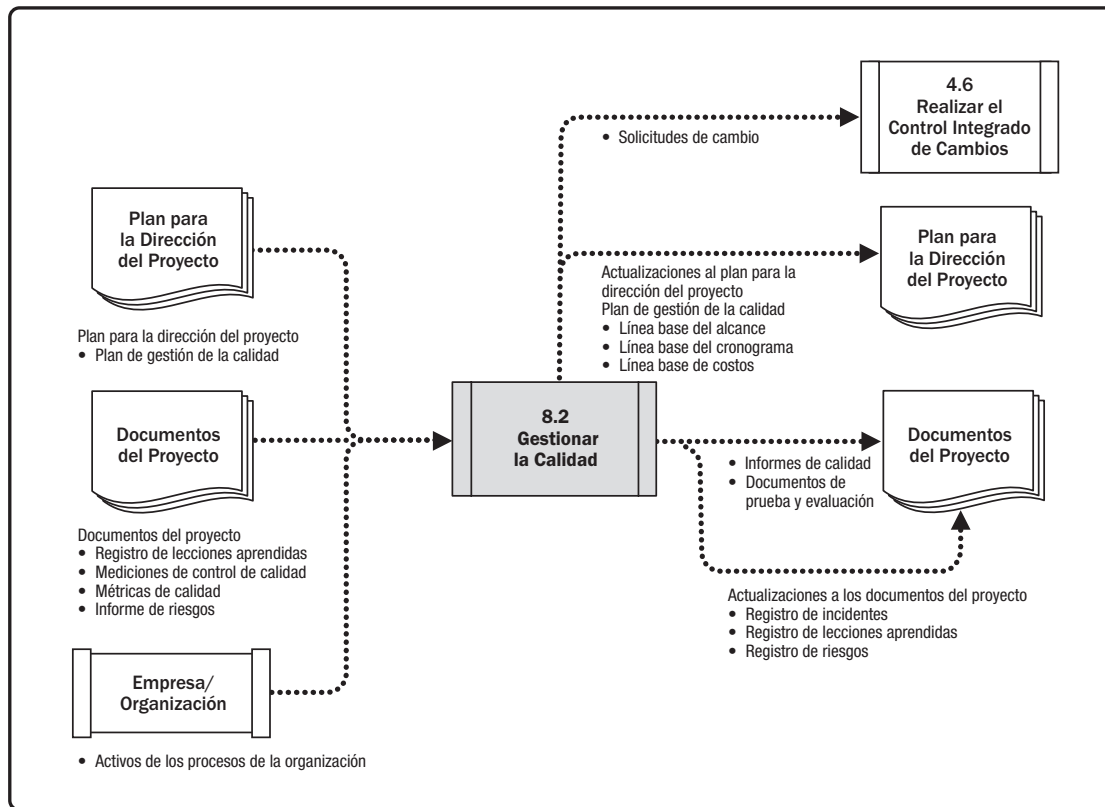 Plan para
la Dirección
del Proyecto
Plan para la dirección del proyecto
• Plan de gestión de la calidad
Documentos
del Proyecto
Documentos del proyecto
• Registro de lecciones aprendidas
• Mediciones de control de calidad
• Métricas de calidad
• Informe de riesgos
Empresa/
Organización
• Activos de los procesos de la organización
8.2
Gestionar
la Calidad
• Solicitudes de cambio
4.6
Realizar el
Control Integrado
de Cambios
Actualizaciones al plan para la
dirección del proyecto
Plan de gestión de la calidad
• Línea base del alcance
• Línea base del cronograma
• Línea base de costos
Plan para
la Dirección
del Proyecto
• Informes de calidad
• Documentos de
prueba y evaluación
Documentos
del Proyecto
Actualizaciones a los documentos del proyecto
• Registro de incidentes
• Registro de lecciones aprendidas
• Registro de riesgos